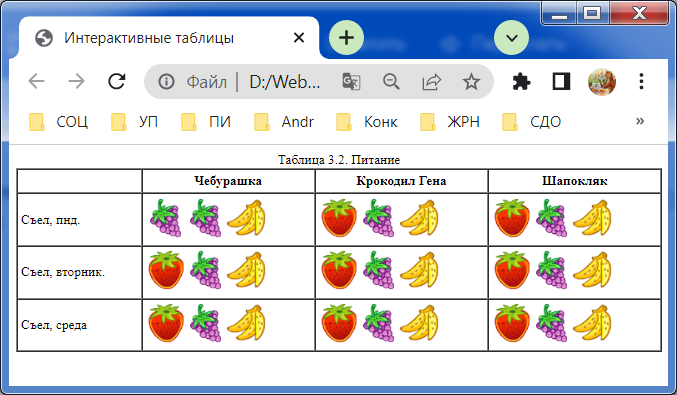 Интерактивные таблицы
Файл | D:/Web...
СОЦ УП ПИ Andr Конк ЖРН СДО »
Таблица 3.2. Питание
Чебурашка Крокодил Гена Шапокляк
Съел, пнд.
Съел, вторник.
Съел, среда